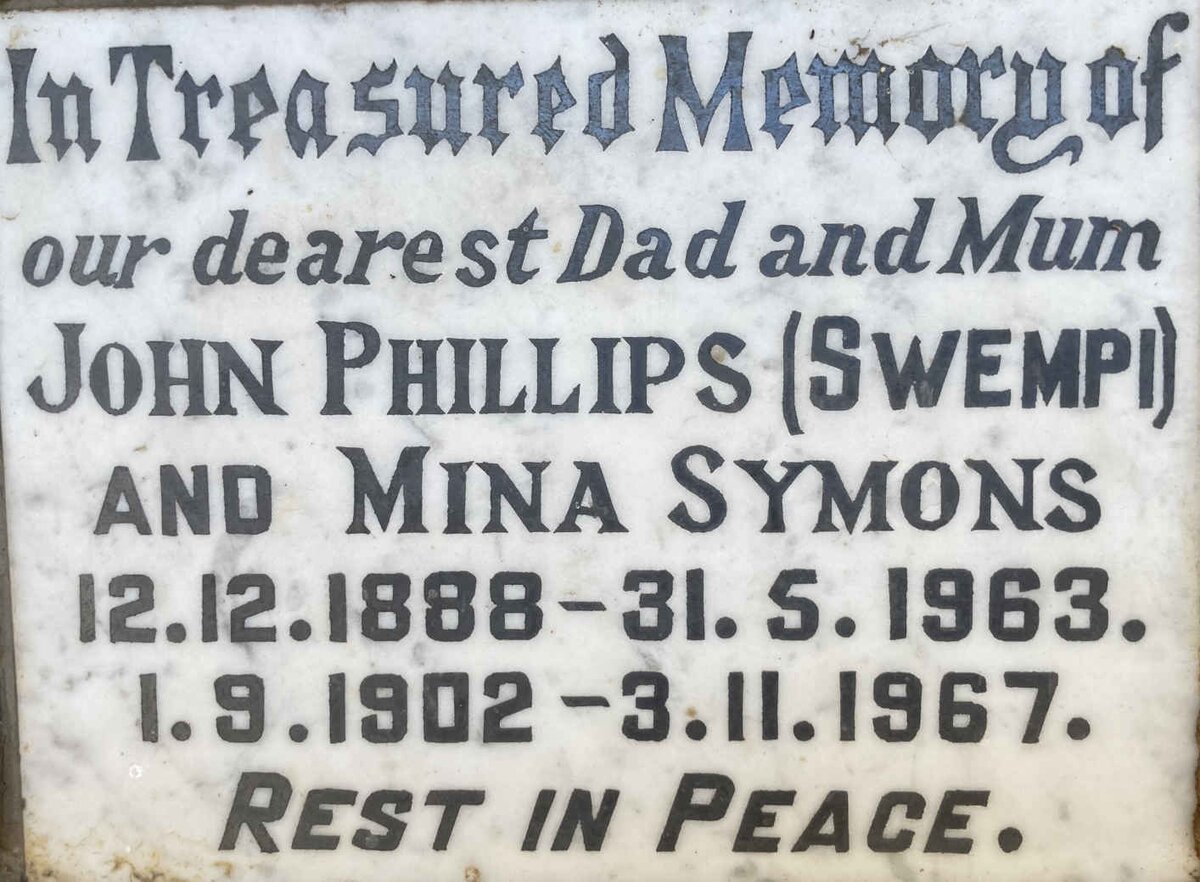 In Treasured Memory of
our dearest Dad and Mum
JOHN PHILLIPS (SWEMPI)
AND MINA SYMONS
12.12.1888 – 31.5.1963.
1.9.1902 – 3.11.1967.
REST IN PEACE.